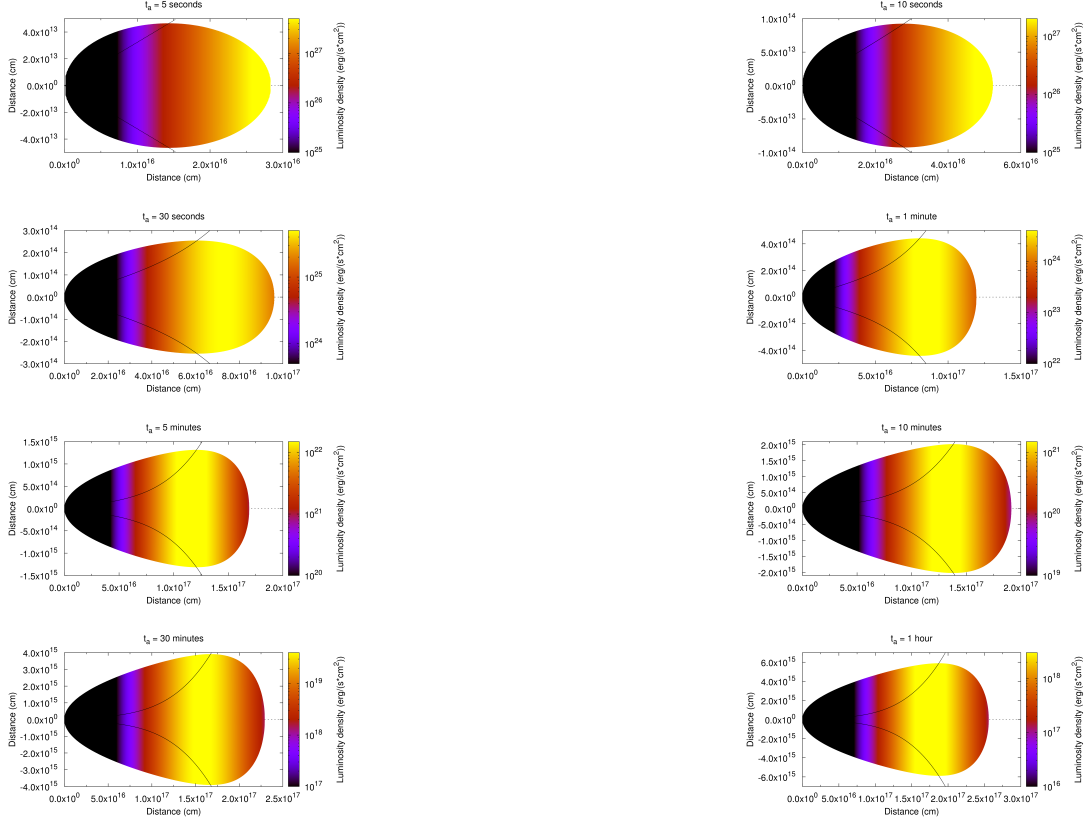 t_a = 5 seconds
4.0x10^13
2.0x10^13
0.0x10^0
-2.0x10^13
-4.0x10^13
0.0x10^0 1.0x10^16 2.0x10^16 3.0x10^16
Distance (cm)
Distance (cm)
10^27
10^26
10^25
Luminosity density (erg/(s*cm2))
t_a = 10 seconds
1.0x10^14
5.0x10^13
0.0x10^0
-5.0x10^13
-1.0x10^14
0.0x10^0 2.0x10^16 4.0x10^16 6.0x10^16
Distance (cm)
Distance (cm)
10^27
10^26
10^25
Luminosity density (erg/(s*cm2))
t_a = 30 seconds
3.0x10^14
2.0x10^14
1.0x10^14
0.0x10^0
-1.0x10^14
-2.0x10^14
-3.0x10^14
0.0x10^0 2.0x10^16 4.0x10^16 6.0x10^16 8.0x10^16 1.0x10^17
Distance (cm)
Distance (cm)
10^25
10^24
Luminosity density (erg/(s*cm2))
t_a = 1 minute
4.0x10^14
2.0x10^14
0.0x10^0
-2.0x10^14
-4.0x10^14
0.0x10^0 5.0x10^16 1.0x10^17 1.5x10^17
Distance (cm)
Distance (cm)
10^24
10^23
10^22
Luminosity density (erg/(s*cm2))
t_a = 5 minutes
1.5x10^15
1.0x10^15
5.0x10^14
0.0x10^0
-5.0x10^14
-1.0x10^15
-1.5x10^15
0.0x10^0 5.0x10^16 1.0x10^17 1.5x10^17 2.0x10^17
Distance (cm)
Distance (cm)
10^22
10^21
10^20
Luminosity density (erg/(s*cm2))
t_a = 10 minutes
2.0x10^15
1.5x10^15
1.0x10^15
5.0x10^14
0.0x10^0
-5.0x10^14
-1.0x10^15
-1.5x10^15
-2.0x10^15
0.0x10^0 5.0x10^16 1.0x10^17 1.5x10^17 2.0x10^17
Distance (cm)
Distance (cm)
10^21
10^20
10^19
Luminosity density (erg/(s*cm2))
t_a = 30 minutes
4.0x10^15
3.0x10^15
2.0x10^15
1.0x10^15
0.0x10^0
-1.0x10^15
-2.0x10^15
-3.0x10^15
-4.0x10^15
0.0x10^0 5.0x10^16 1.0x10^17 1.5x10^17 2.0x10^17 2.5x10^17
Distance (cm)
Distance (cm)
10^19
10^18
10^17
Luminosity density (erg/(s*cm2))
t_a = 1 hour
6.0x10^15
4.0x10^15
2.0x10^15
0.0x10^0
-2.0x10^15
-4.0x10^15
-6.0x10^15
0.0x10^0 5.0x10^16 1.0x10^17 1.5x10^17 2.0x10^17 2.5x10^17 3.0x10^17
Distance (cm)
Distance (cm)
10^18
10^17
10^16
Luminosity density (erg/(s*cm2))